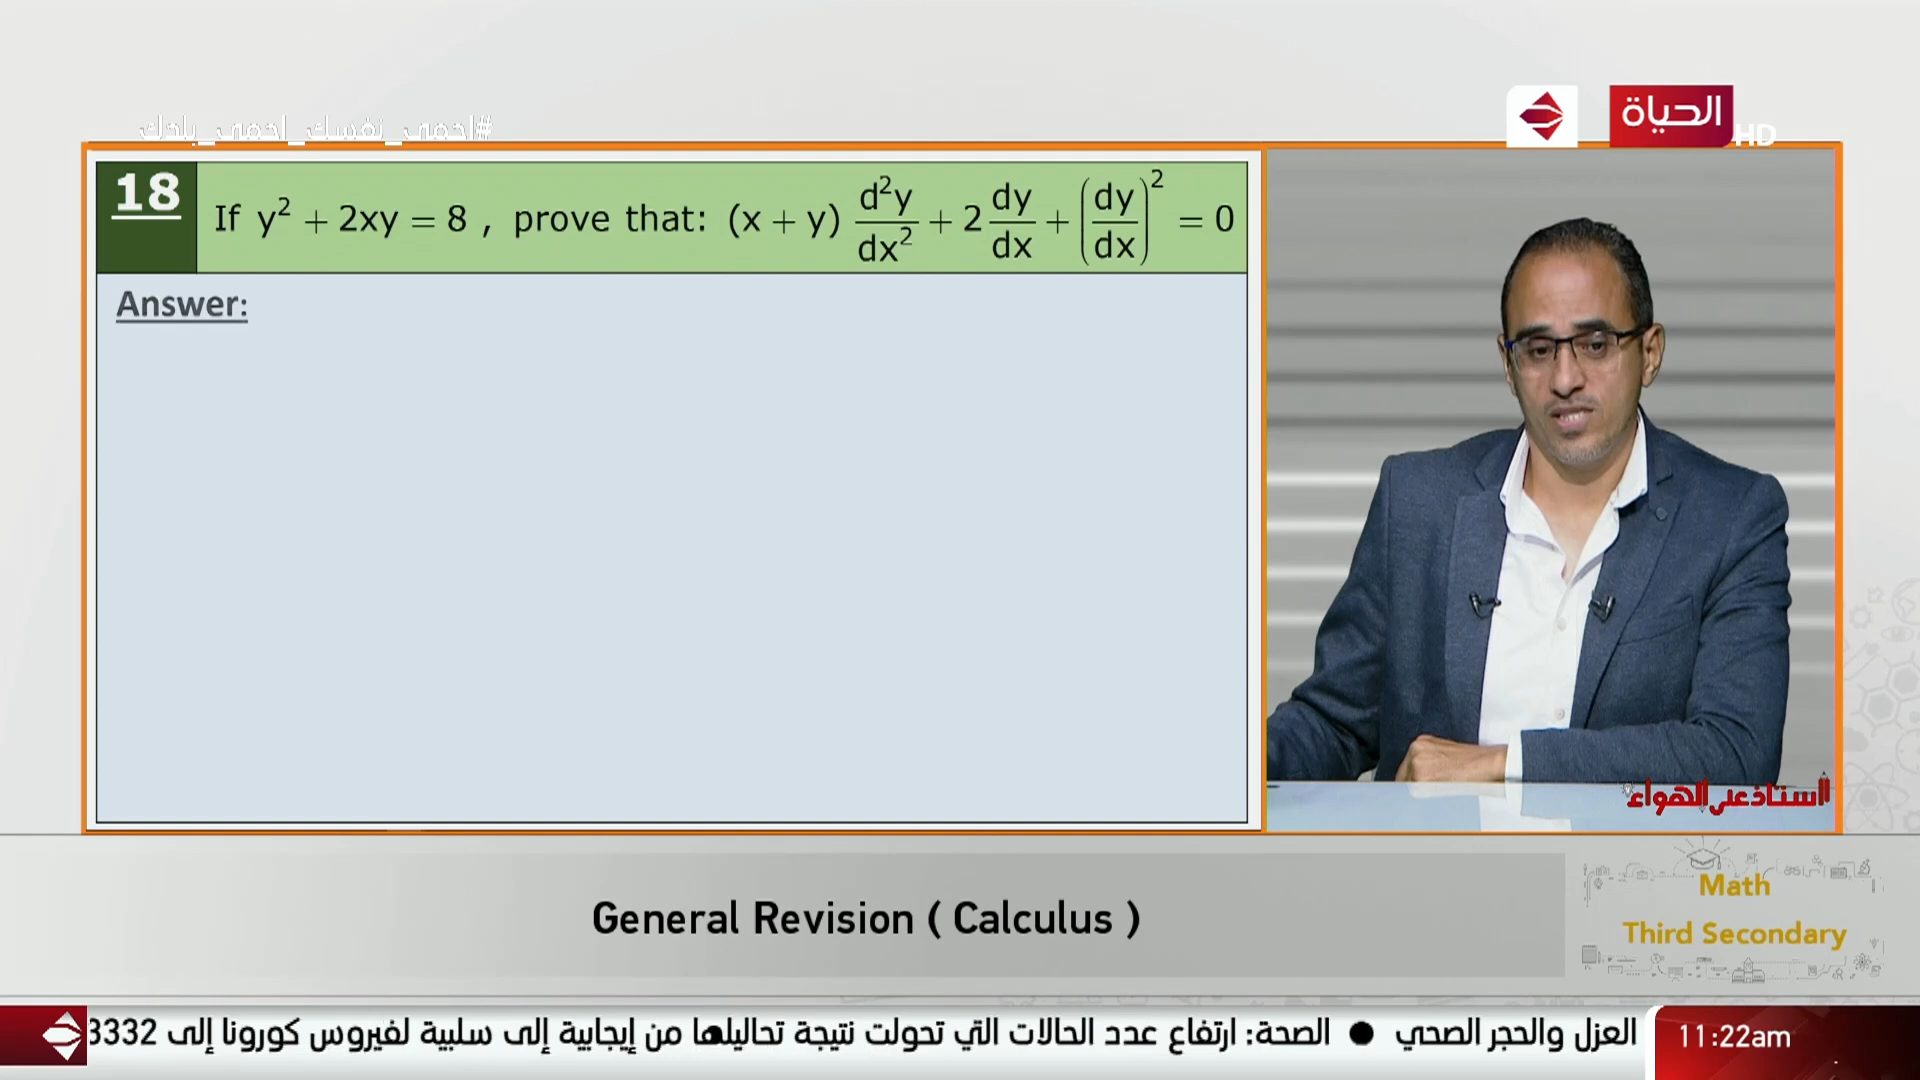 #احمي_نفسك_احمي_بلدك
الحياة
HD
18
If y² + 2xy = 8 , prove that: (x + y) d²y/dx² + 2 dy/dx + (dy/dx)² = 0
Answer:
أستاذ على الهواء
General Revision ( Calculus )
Math
Third Secondary
العزل والحجر الصحي ● الصحة: ارتفاع عدد الحالات التي تحولت نتيجة تحاليلها من إيجابية إلى سلبية لفيروس كورونا إلى 3332
11:22am